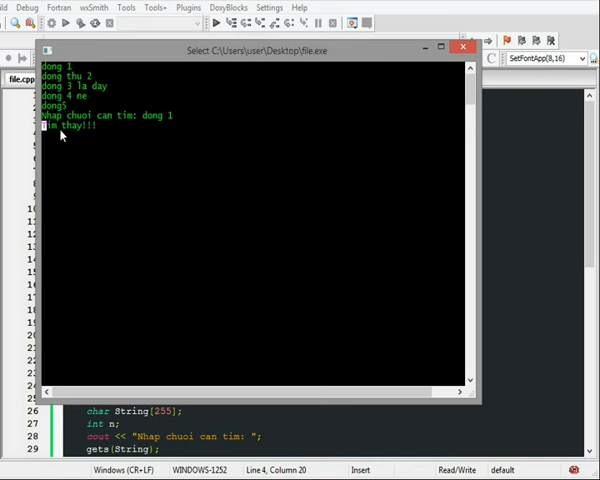 ild Debug Fortran wxSmith Tools Tools+ Plugins DoxyBlocks Settings Help
SetFontApp(8,16)
Select C:\Users\user\Desktop\file.exe
file.cpp
dong 1
dong thu 2
dong 3 la day
dong 4 ne
dong5
Nhap chuoi can tim: dong 1
Tim thay!!!
26 char String[255];
27 int n;
28 cout << "Nhap chuoi can tim: ";
29 gets(String);
Windows (CR+LF) WINDOWS-1252 Line 4, Column 20 Insert Read/Write default